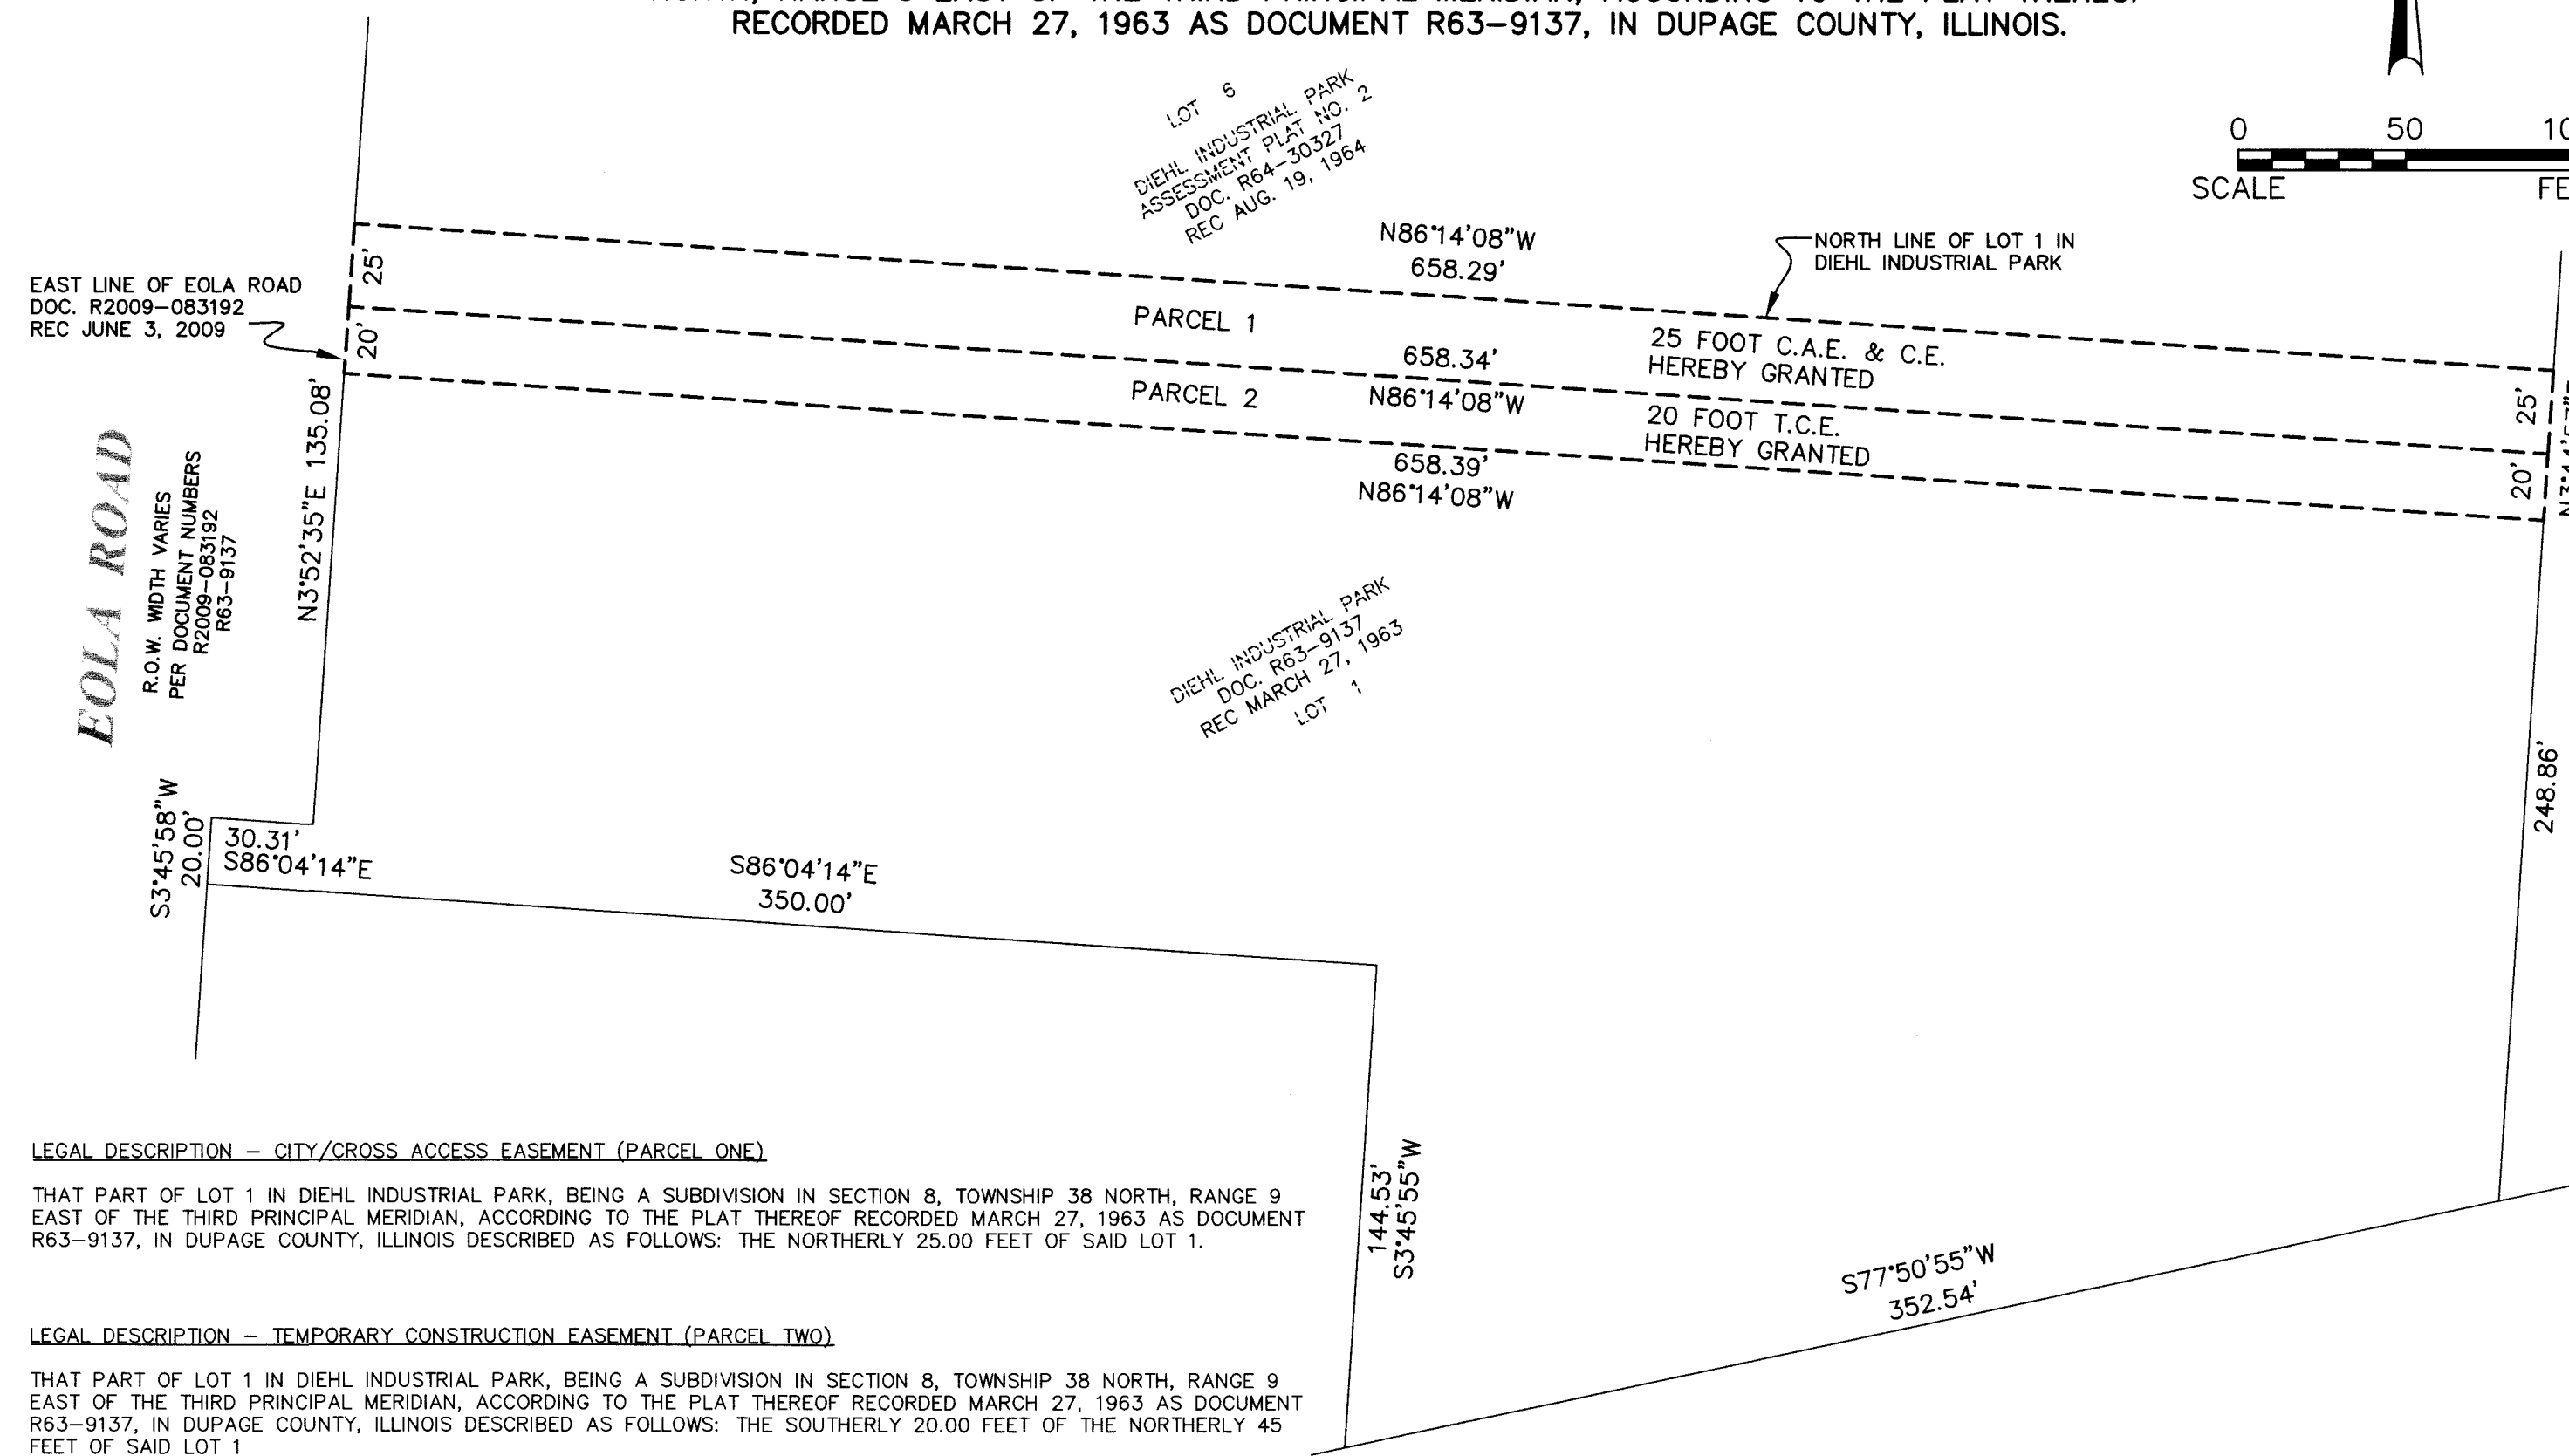 RECORDED MARCH 27, 1963 AS DOCUMENT R63-9137, IN DUPAGE COUNTY, ILLINOIS.
0 50
SCALE
LOT 6
DIEHL INDUSTRIAL PARK
ASSESSMENT PLAT NO. 2
DOC. R64-30327
REC AUG. 19, 1964
N86°14'08"W
658.29'
NORTH LINE OF LOT 1 IN
DIEHL INDUSTRIAL PARK
EAST LINE OF EOLA ROAD
DOC. R2009-083192
REC JUNE 3, 2009
25'
20'
PARCEL 1
658.34'
N86°14'08"W
25 FOOT C.A.E. & C.E.
HEREBY GRANTED
PARCEL 2
20 FOOT T.C.E.
HEREBY GRANTED
658.39'
N86°14'08"W
25'
20'
EOLA ROAD
R.O.W. WIDTH VARIES
PER DOCUMENT NUMBERS
R2009-083192
R63-9137
N3°52'35"E 135.08'
DIEHL INDUSTRIAL PARK
DOC. R63-9137
REC MARCH 27, 1963
LOT 1
248.86'
S3°45'58"W
20.00'
30.31'
S86°04'14"E
S86°04'14"E
350.00'
144.53'
S3°45'55"W
S77°50'55"W
352.54'
LEGAL DESCRIPTION - CITY/CROSS ACCESS EASEMENT (PARCEL ONE)
THAT PART OF LOT 1 IN DIEHL INDUSTRIAL PARK, BEING A SUBDIVISION IN SECTION 8, TOWNSHIP 38 NORTH, RANGE 9
EAST OF THE THIRD PRINCIPAL MERIDIAN, ACCORDING TO THE PLAT THEREOF RECORDED MARCH 27, 1963 AS DOCUMENT
R63-9137, IN DUPAGE COUNTY, ILLINOIS DESCRIBED AS FOLLOWS: THE NORTHERLY 25.00 FEET OF SAID LOT 1.
LEGAL DESCRIPTION - TEMPORARY CONSTRUCTION EASEMENT (PARCEL TWO)
THAT PART OF LOT 1 IN DIEHL INDUSTRIAL PARK, BEING A SUBDIVISION IN SECTION 8, TOWNSHIP 38 NORTH, RANGE 9
EAST OF THE THIRD PRINCIPAL MERIDIAN, ACCORDING TO THE PLAT THEREOF RECORDED MARCH 27, 1963 AS DOCUMENT
R63-9137, IN DUPAGE COUNTY, ILLINOIS DESCRIBED AS FOLLOWS: THE SOUTHERLY 20.00 FEET OF THE NORTHERLY 45
FEET OF SAID LOT 1